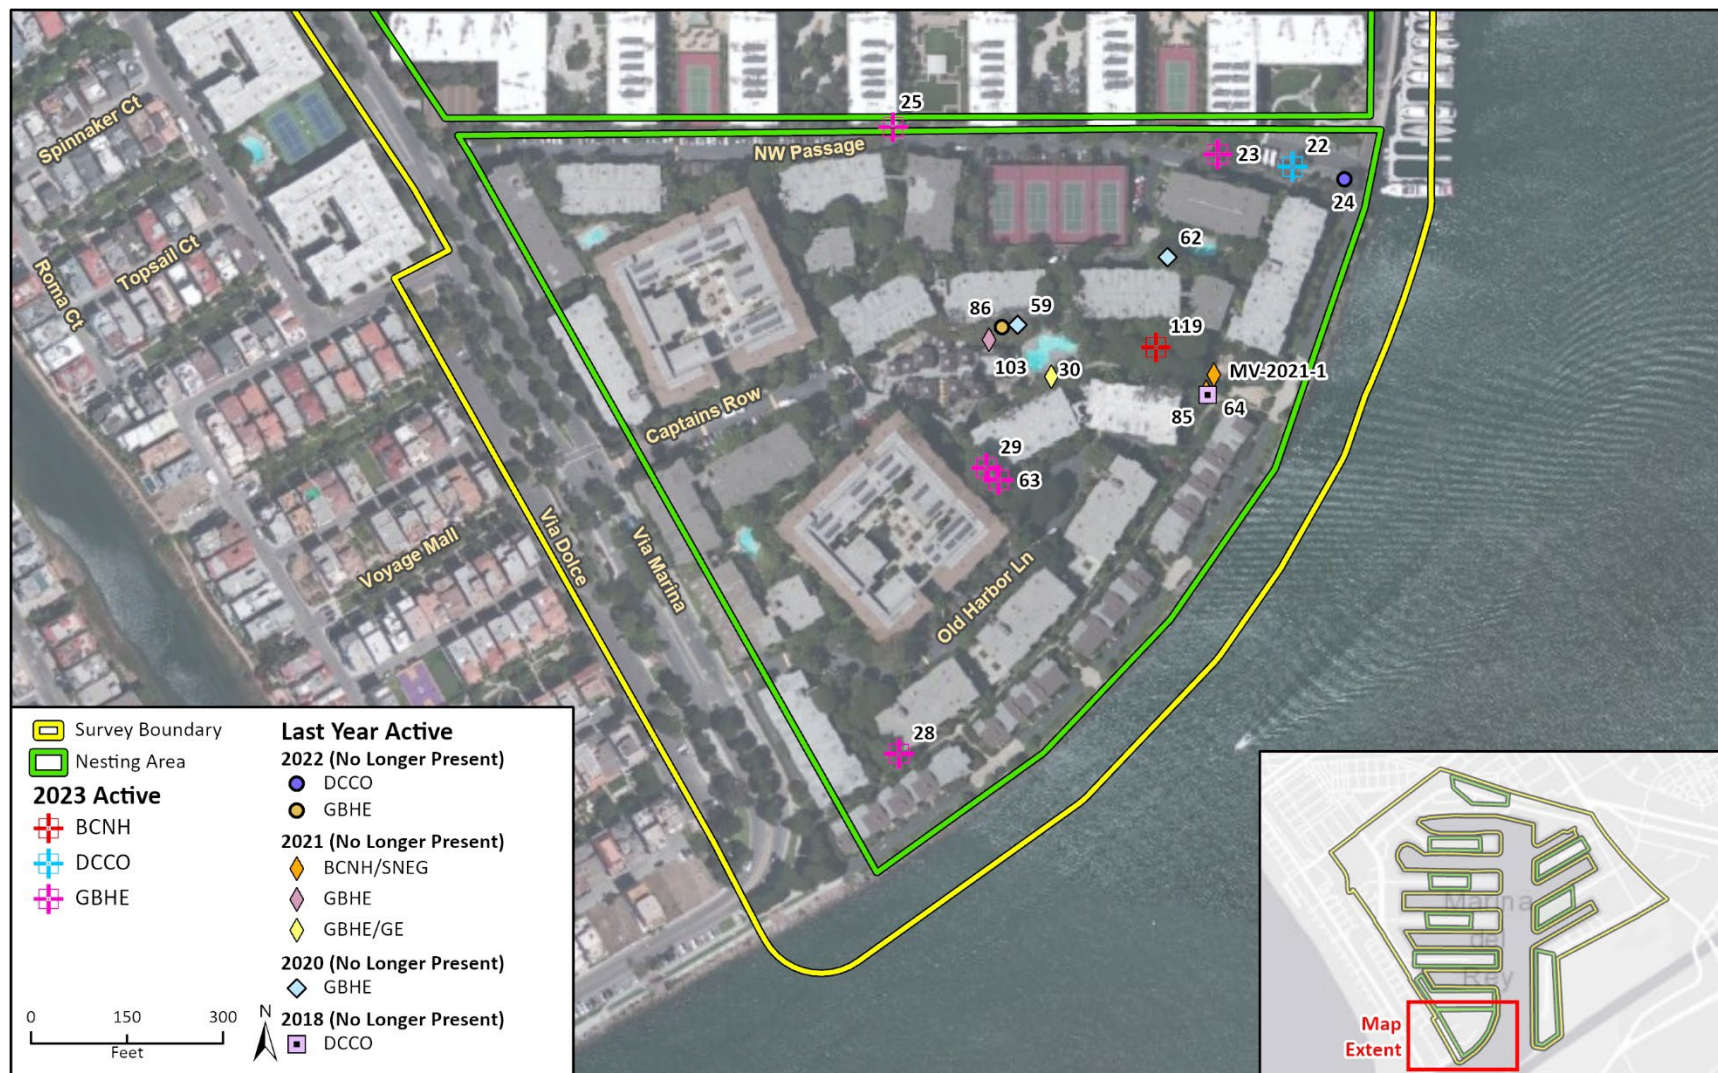 25
NW Passage
23
22
24
Spinnaker Ct
Topsail Ct
Roma Ct
62
86
59
119
103
30
MV-2021-1
85
64
Captains Row
29
63
Voyage Mall
Via Dolce
Via Marina
Old Harbor Ln
28
Survey Boundary
Nesting Area
2023 Active
BCNH
DCCO
GBHE
Last Year Active
2022 (No Longer Present)
DCCO
GBHE
2021 (No Longer Present)
BCNH/SNEG
GBHE
GBHE/GE
2020 (No Longer Present)
GBHE
2018 (No Longer Present)
DCCO
0 150 300
Feet
N
Marina
del
Rey
Map
Extent